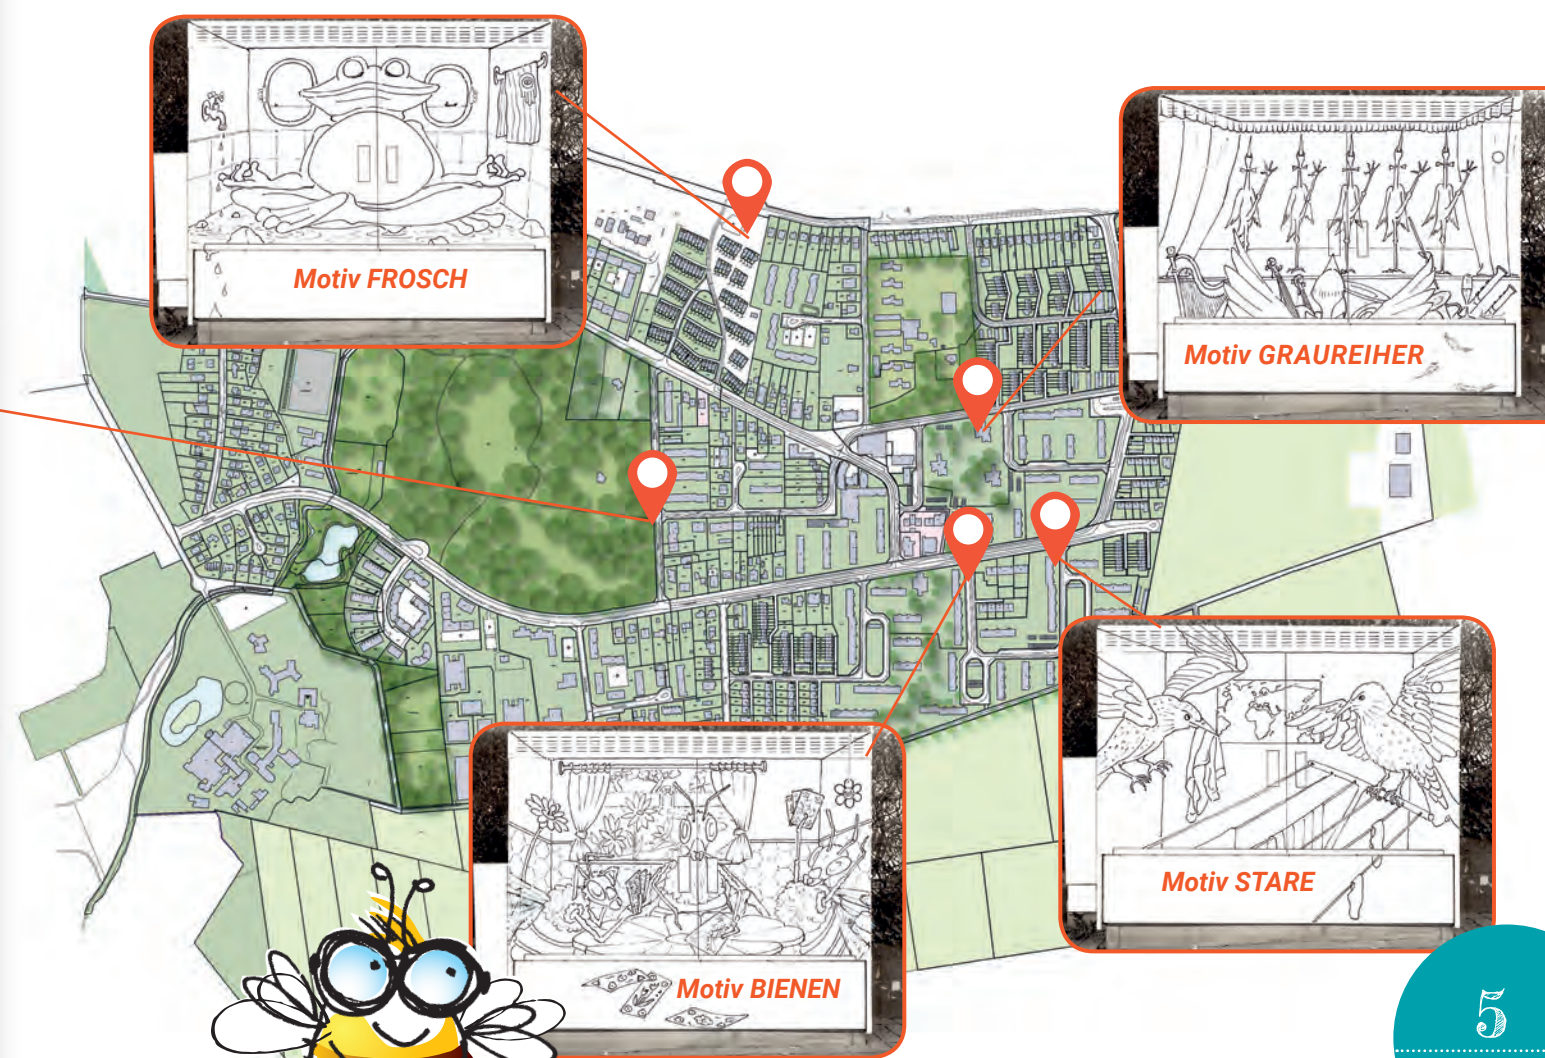 Motiv FROSCH
Motiv GRAUREIHER
Motiv STARE
Motiv BIENEN
5